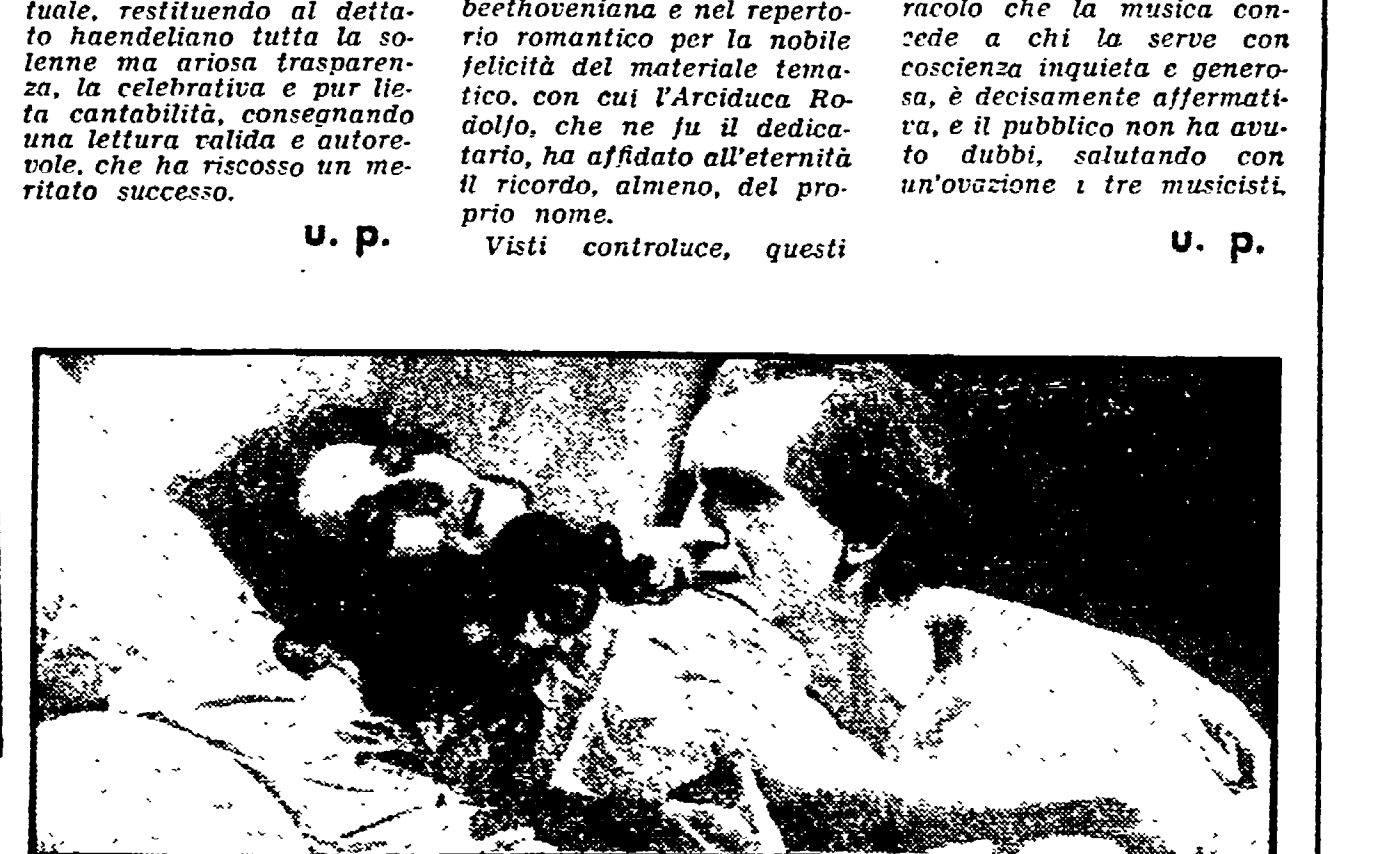 tuale, restituendo al detta-
to haendeliano tutta la so-
lenne ma ariosa trasparen-
za, la celebrativa e pur lie-
ta cantabilità, consegnando
una lettura valida e autore-
vole, che ha riscosso un me-
ritato successo.
u. p.
beethoveniana e nel reperto-
rio romantico per la nobile
felicità del materiale tema-
tico, con cui l'Arciduca Ro-
dolfo, che ne fu il dedica-
tario, ha affidato all'eternità
il ricordo, almeno, del pro-
prio nome.
Visti controluce, questi
racolo che la musica con-
cede a chi la serve con
coscienza inquieta e genero-
sa, è decisamente affermati-
va, e il pubblico non ha avu-
to dubbi, salutando con
un'ovazione i tre musicisti.
u. p.